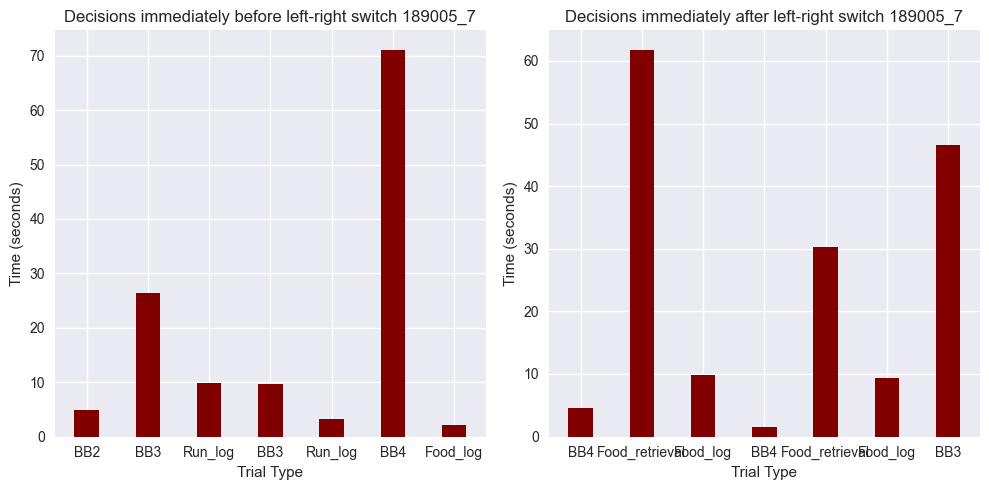 Decisions immediately before left-right switch 189005_7
Time (seconds)
70
60
50
40
30
20
10
0
BB2 BB3 Run_log BB3 Run_log BB4 Food_log
Trial Type
Decisions immediately after left-right switch 189005_7
Time (seconds)
60
50
40
30
20
10
0
BB4 Food_retrieval Food_log BB4 Food_retrieval Food_log BB3
Trial Type